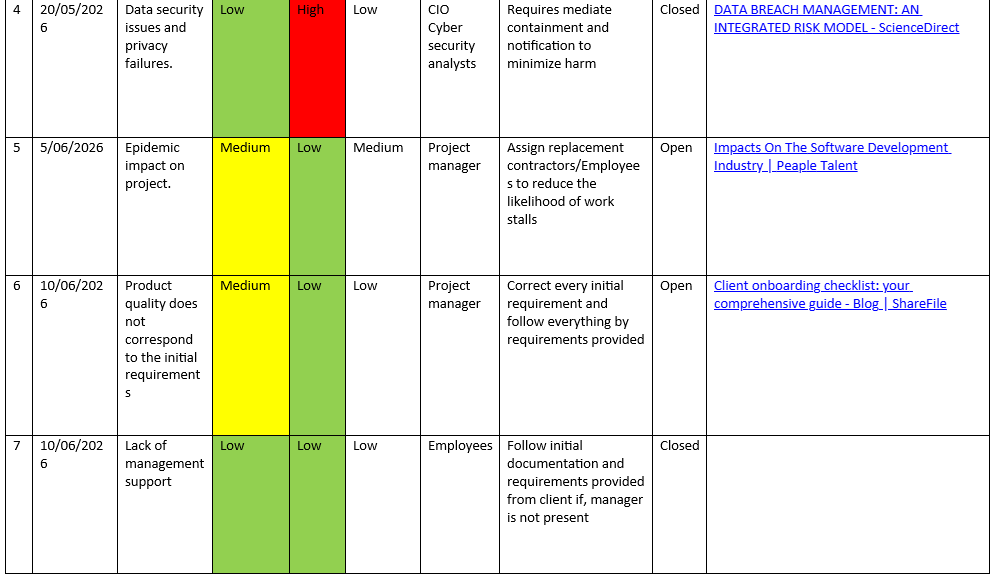 4 20/05/202 Data security Low High Low CIO Requires mediate Closed DATA BREACH MANAGEMENT: AN
6 issues and Cyber containment and INTEGRATED RISK MODEL - ScienceDirect
privacy security notification to
failures. analysts minimize harm
5 5/06/2026 Epidemic Medium Low Medium Project Assign replacement Open Impacts On The Software Development
impact on manager contractors/Employee Industry | Peaple Talent
project. s to reduce the
likelihood of work
stalls
6 10/06/202 Product Medium Low Low Project Correct every initial Open Client onboarding checklist: your
6 quality does manager requirement and comprehensive guide - Blog | ShareFile
not follow everything by
correspond requirements provided
to the initial
requirement
s
7 10/06/202 Lack of Low Low Low Employees Follow initial Closed
6 management documentation and
support requirements provided
from client if, manager
is not present